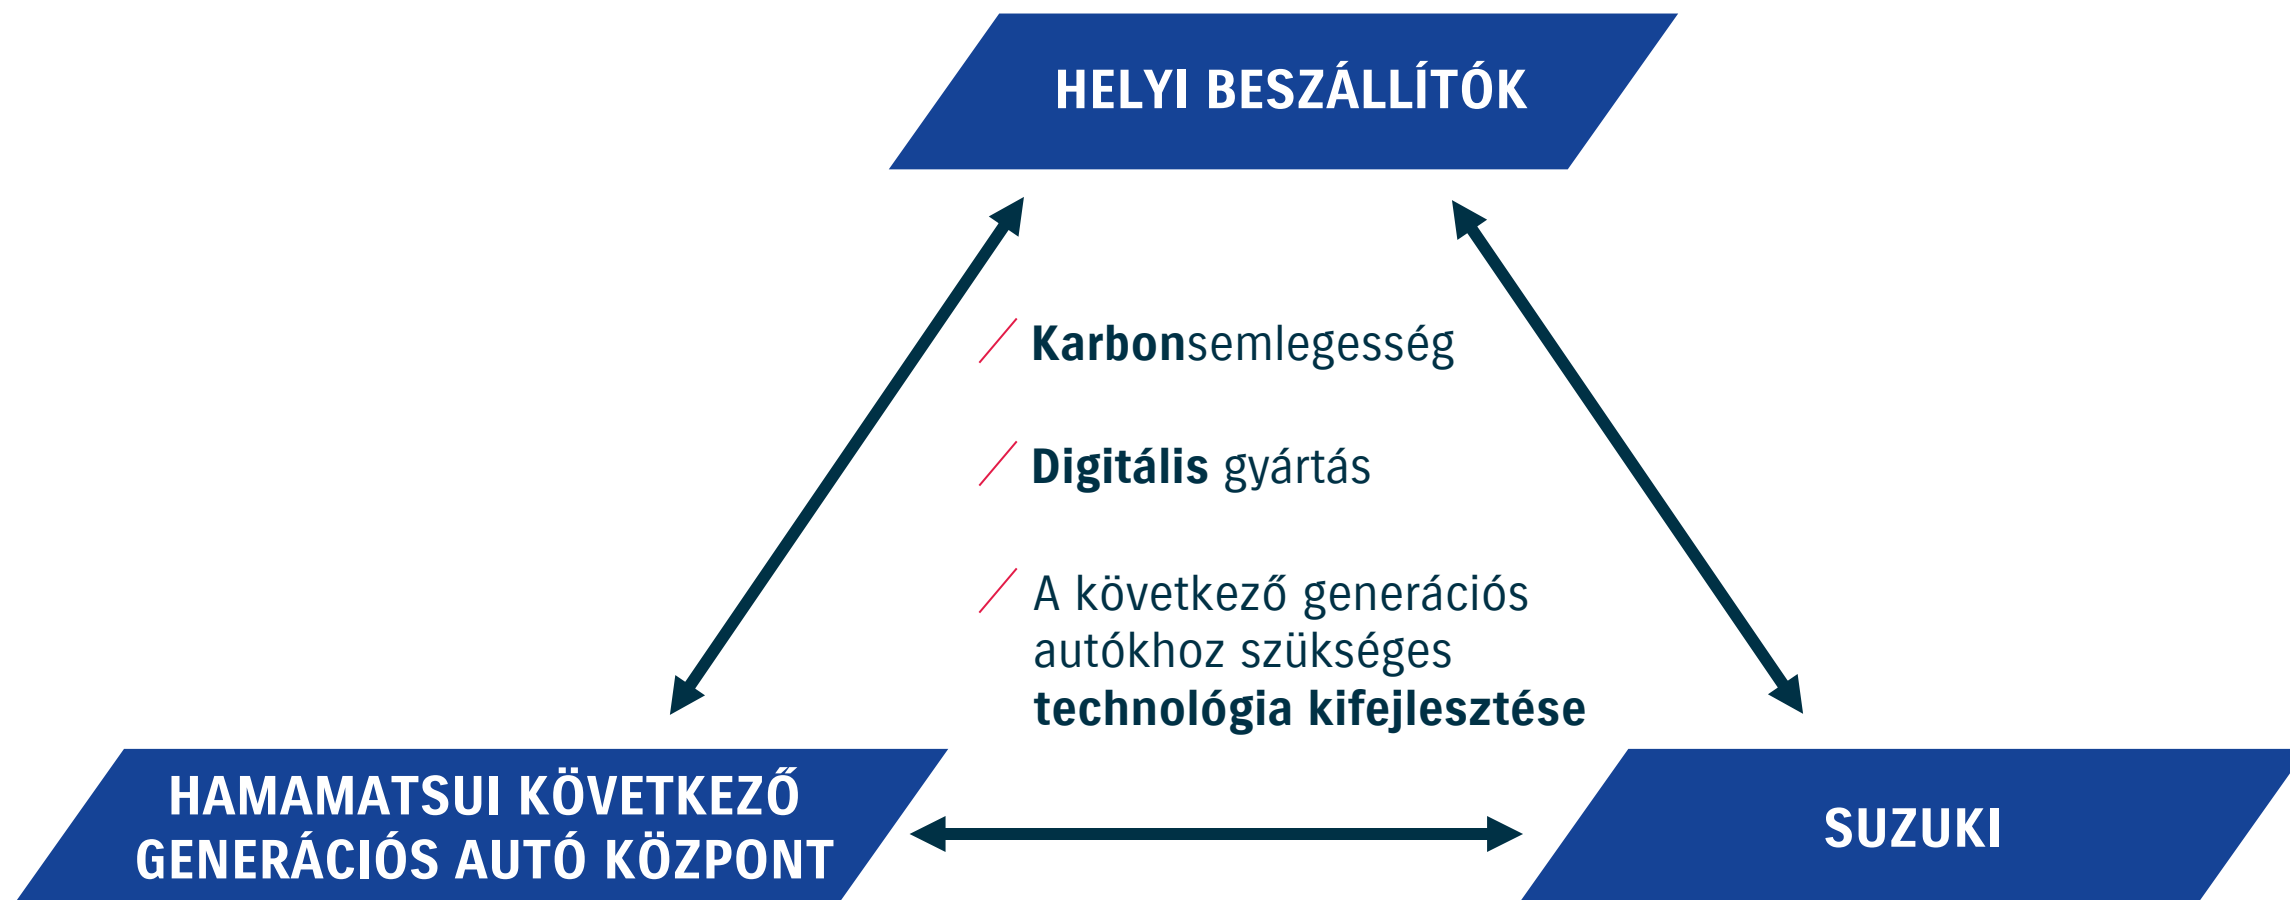 HELYI BESZÁLLÍTÓK
Karbonsemlegesség
Digitális gyártás
A következő generációs
autókhoz szükséges
technológia kifejlesztése
HAMAMATSUI KÖVETKEZŐ
GENERÁCIÓS AUTÓ KÖZPONT
SUZUKI